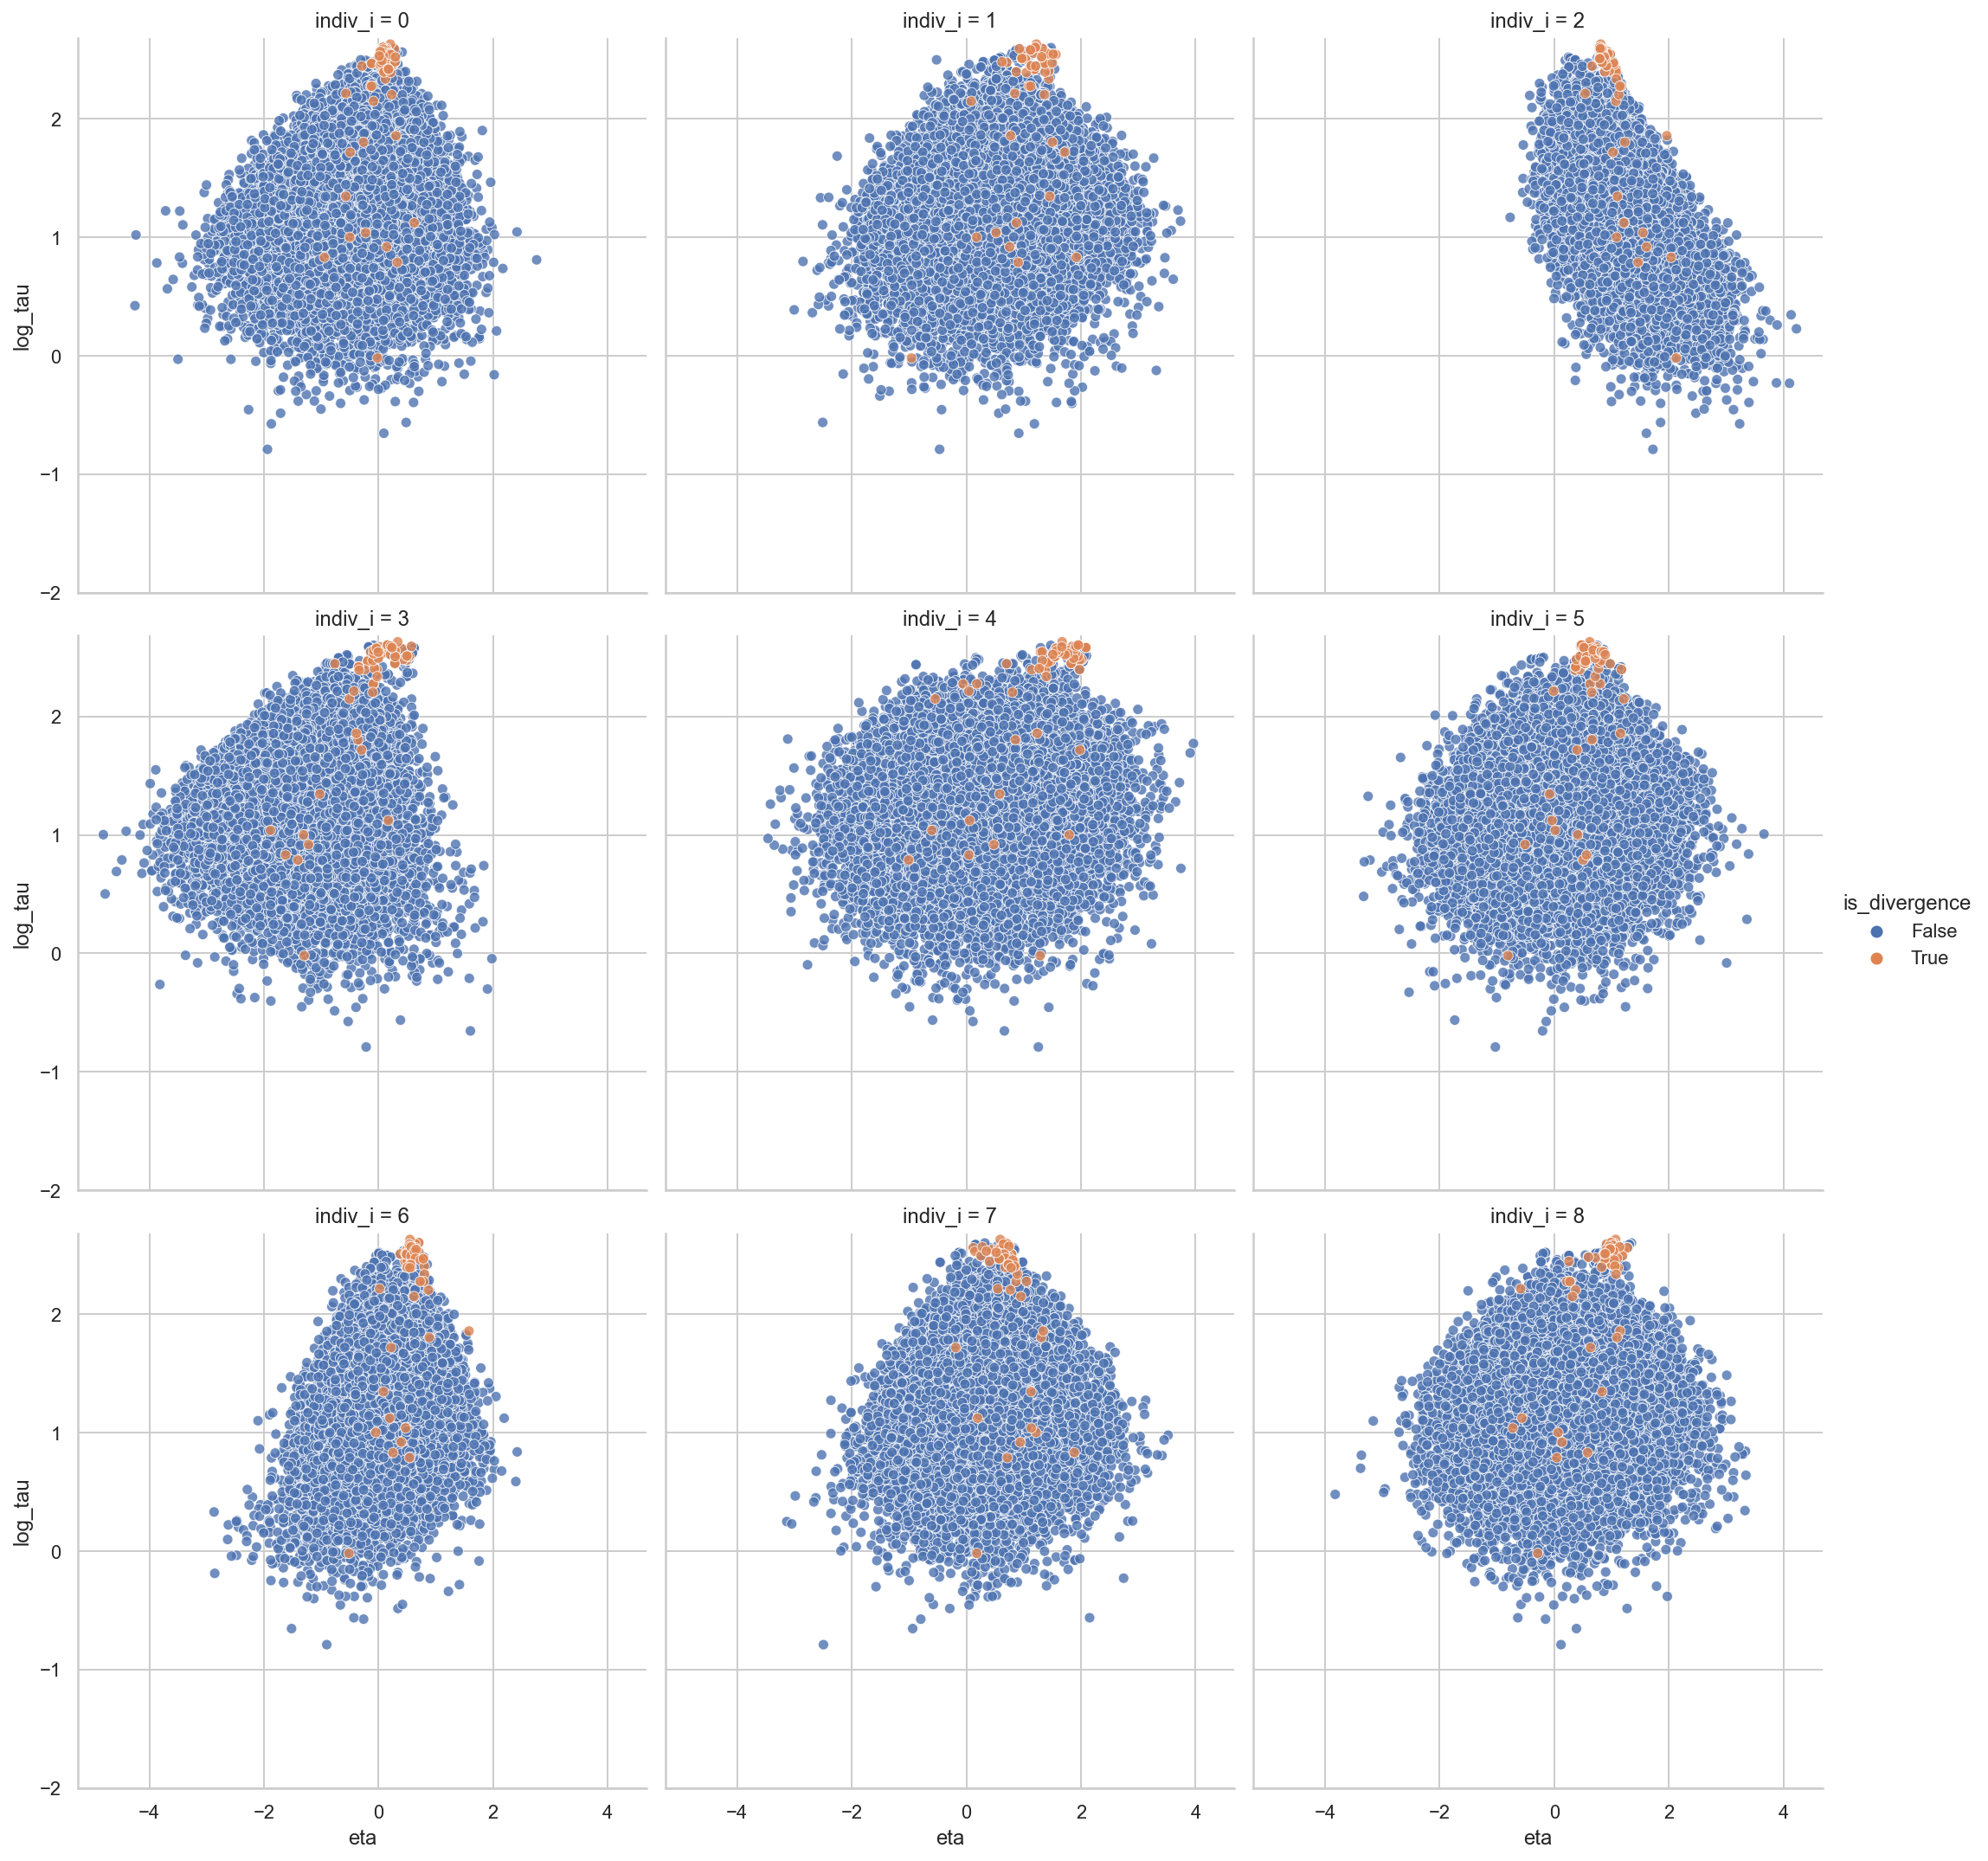 indiv_i = 0
indiv_i = 1
indiv_i = 2
2
1
0
−1
−2
log_tau
indiv_i = 3
indiv_i = 4
indiv_i = 5
2
1
0
−1
−2
log_tau
is_divergence
False
True
indiv_i = 6
indiv_i = 7
indiv_i = 8
2
1
0
−1
−2
log_tau
−4 −2 0 2 4
−4 −2 0 2 4
−4 −2 0 2 4
eta
eta
eta